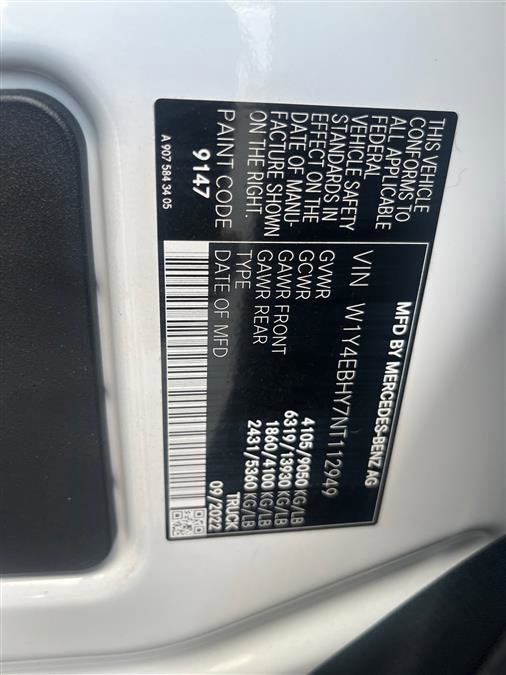 MFD BY MERCEDES-BENZ AG
VIN W1Y4EBHY7NT112949
GVWR 4105/9050 KG/LB
GCWR 6319/13930 KG/LB
GAWR FRONT 1860/4100 KG/LB
GAWR REAR 2431/5360 KG/LB
TYPE TRUCK
DATE OF MFD 09/2022
THIS VEHICLE
CONFORMS TO
ALL APPLICABLE
FEDERAL
VEHICLE SAFETY
STANDARDS IN
EFFECT ON THE
DATE OF MANU-
FACTURE SHOWN
ON THE RIGHT.
PAINT CODE
9147
A 907 584 34 05